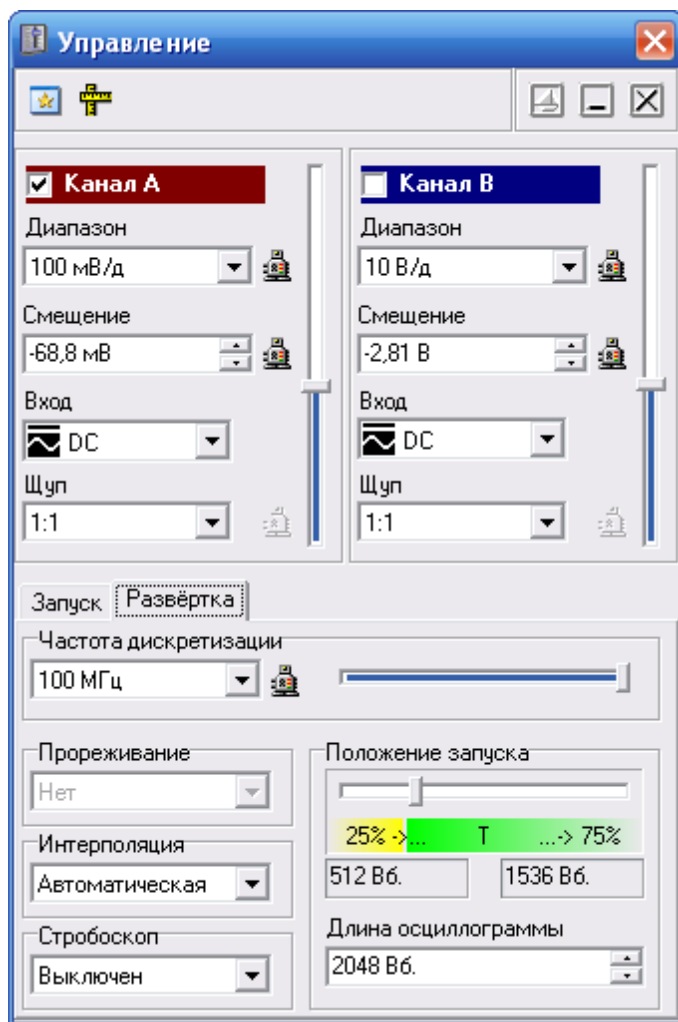 Управление
Канал A
Диапазон
100 мВ/д
Смещение
-68,8 мВ
Вход
DC
Щуп
1:1
Канал B
Диапазон
10 В/д
Смещение
-2,81 В
Вход
DC
Щуп
1:1
Запуск Развёртка
Частота дискретизации
100 МГц
Прореживание
Нет
Интерполяция
Автоматическая
Стробоскоп
Выключен
Положение запуска
25% ->... T ...-> 75%
512 Вб. 1536 Вб.
Длина осциллограммы
2048 Вб.